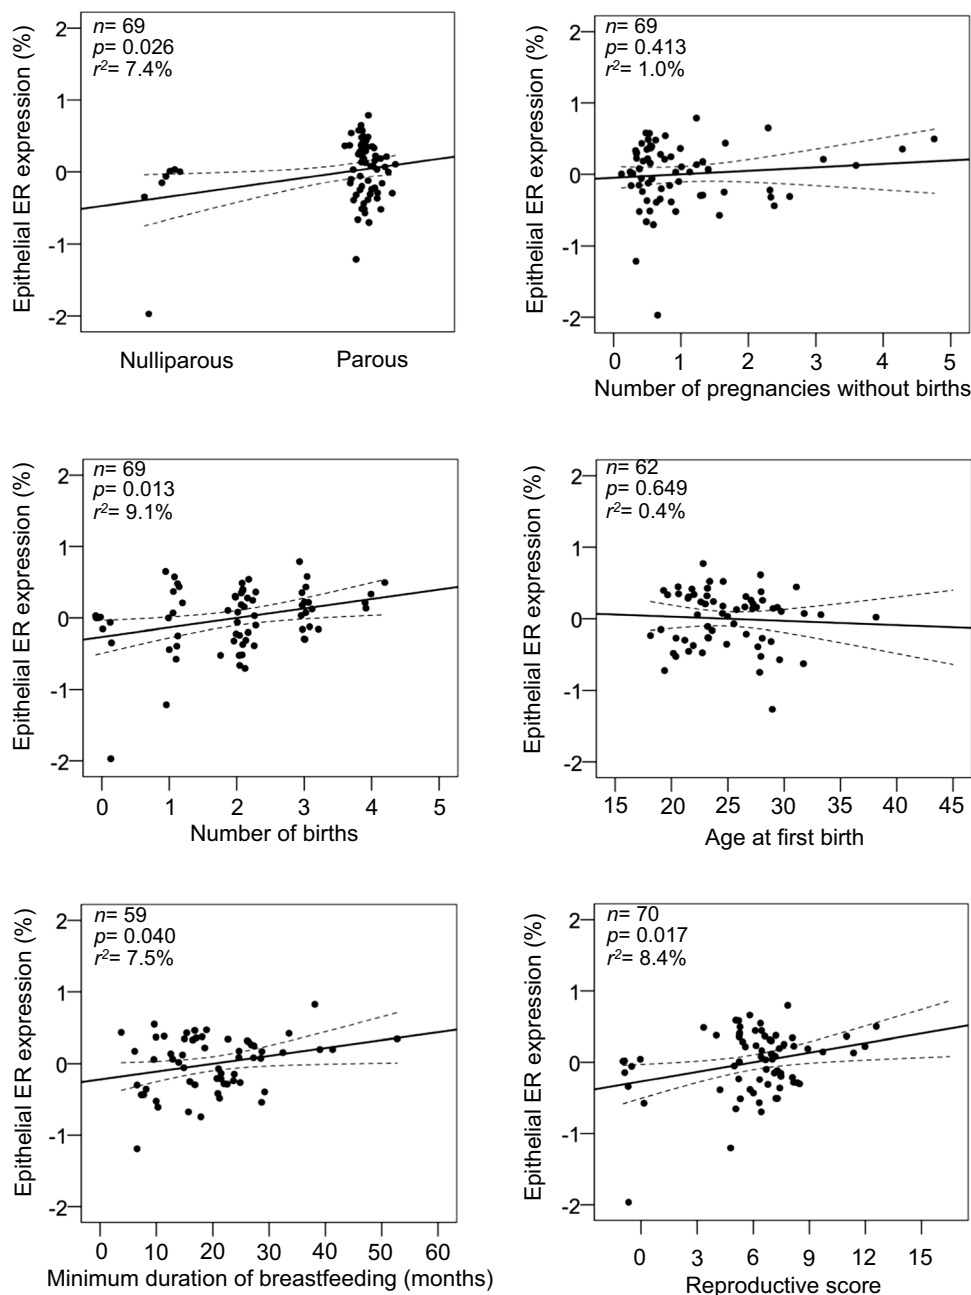 n= 69
p= 0.026
r²= 7.4%
Epithelial ER expression (%)
2
1
0
-1
-2
Nulliparous Parous
n= 69
p= 0.413
r²= 1.0%
Epithelial ER expression (%)
2
1
0
-1
-2
0 1 2 3 4 5
Number of pregnancies without births
n= 69
p= 0.013
r²= 9.1%
Epithelial ER expression (%)
2
1
0
-1
-2
0 1 2 3 4 5
Number of births
n= 62
p= 0.649
r²= 0.4%
Epithelial ER expression (%)
2
1
0
-1
-2
15 20 25 30 35 40 45
Age at first birth
n= 59
p= 0.040
r²= 7.5%
Epithelial ER expression (%)
2
1
0
-1
-2
0 10 20 30 40 50 60
Minimum duration of breastfeeding (months)
n= 70
p= 0.017
r²= 8.4%
Epithelial ER expression (%)
2
1
0
-1
-2
0 3 6 9 12 15
Reproductive score